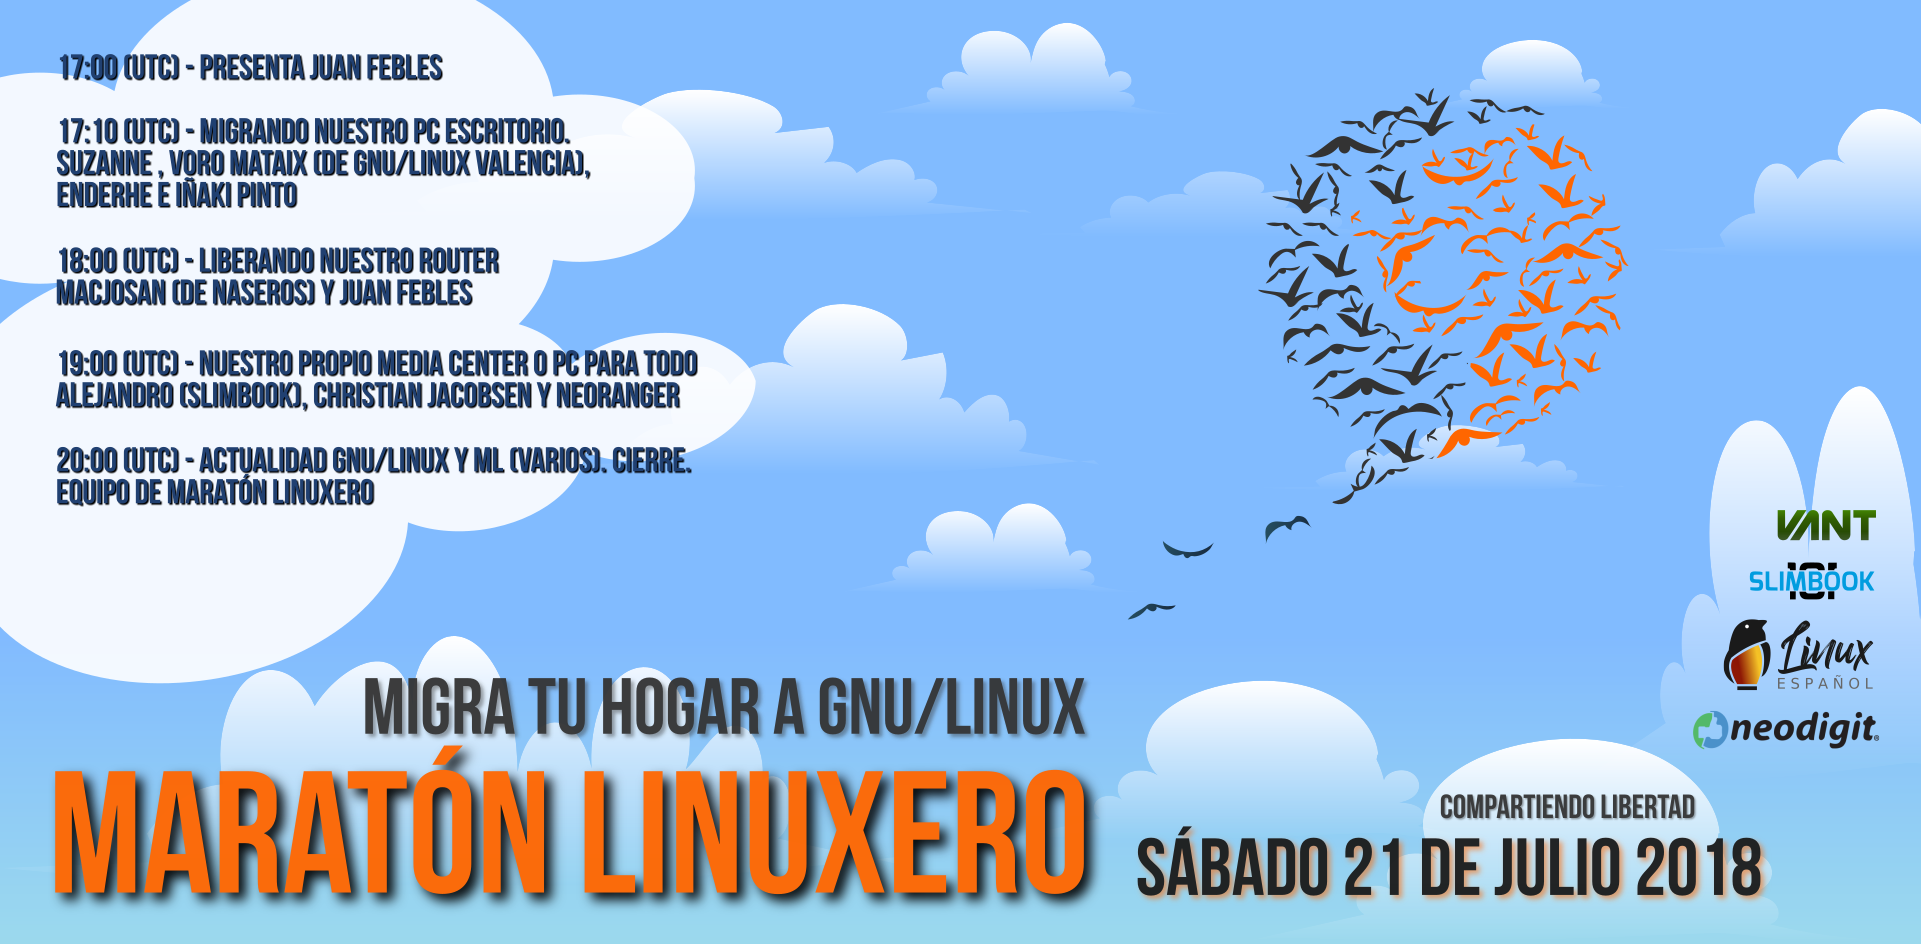 17:00 (UTC) - PRESENTA JUAN FEBLES
17:10 (UTC) - MIGRANDO NUESTRO PC ESCRITORIO.
SUZANNE , VORO MATAIX (DE GNU/LINUX VALENCIA),
ENDERHE E IÑAKI PINTO
18:00 (UTC) - LIBERANDO NUESTRO ROUTER
MACJOSAN (DE NASEROS) Y JUAN FEBLES
19:00 (UTC) - NUESTRO PROPIO MEDIA CENTER O PC PARA TODO
ALEJANDRO (SLIMBOOK), CHRISTIAN JACOBSEN Y NEORANGER
20:00 (UTC) - ACTUALIDAD GNU/LINUX Y ML (VARIOS). CIERRE.
EQUIPO DE MARATÓN LINUXERO
VANT
SLIMBOOK
Linux
ESPAÑOL
neodigit®
MIGRA TU HOGAR A GNU/LINUX
MARATÓN LINUXERO
COMPARTIENDO LIBERTAD
SÁBADO 21 DE JULIO 2018